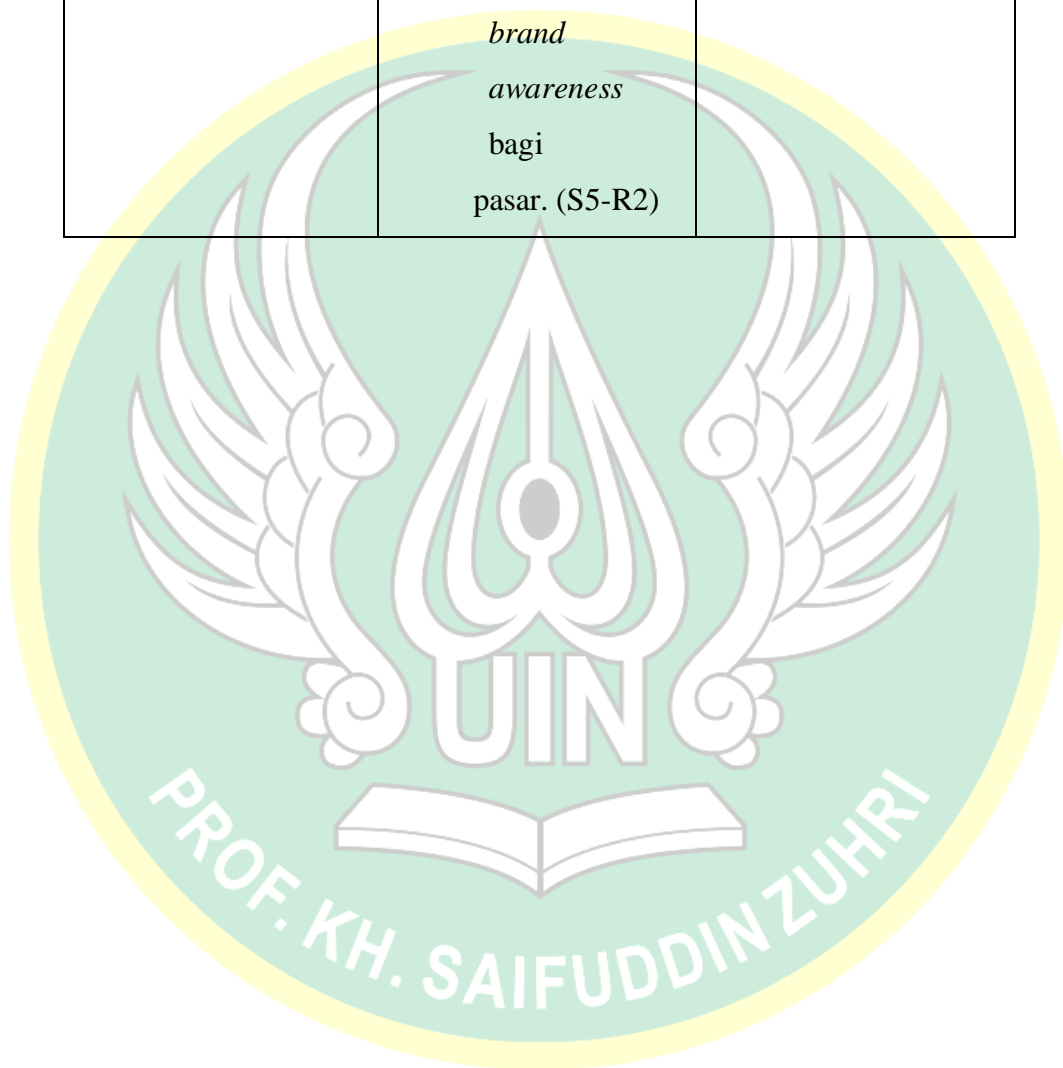 brand
awareness
bagi
pasar. (S5-R2)
UIN
PROF. KH. SAIFUDDIN ZUHRI